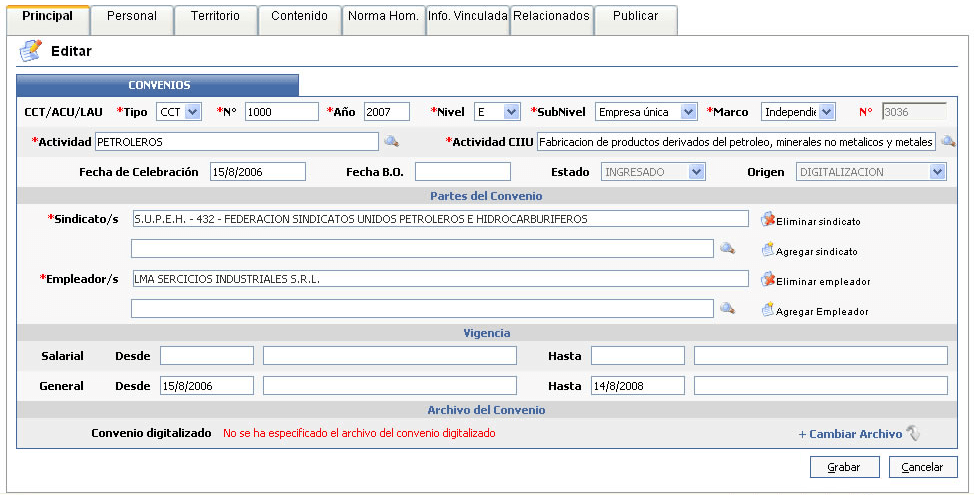 Principal Personal Territorio Contenido Norma Hom. Info. Vinculada Relacionados Publicar
Editar
CONVENIOS
CCT/ACU/LAU *Tipo CCT *N° 1000 *Año 2007 *Nivel E *SubNivel Empresa única *Marco Independie N° 3036
*Actividad PETROLEROS *Actividad CIIU Fabricacion de productos derivados del petroleo, minerales no metalicos y metales
Fecha de Celebración 15/8/2006 Fecha B.O. Estado INGRESADO Origen DIGITALIZACION
Partes del Convenio
*Sindicato/s S.U.P.E.H. - 432 - FEDERACION SINDICATOS UNIDOS PETROLEROS E HIDROCARBURIFEROS Eliminar sindicato
Agregar sindicato
*Empleador/s LMA SERCICIOS INDUSTRIALES S.R.L. Eliminar empleador
Agregar Empleador
Vigencia
Salarial Desde Hasta
General Desde 15/8/2006 Hasta 14/8/2008
Archivo del Convenio
Convenio digitalizado No se ha especificado el archivo del convenio digitalizado + Cambiar Archivo
Grabar Cancelar